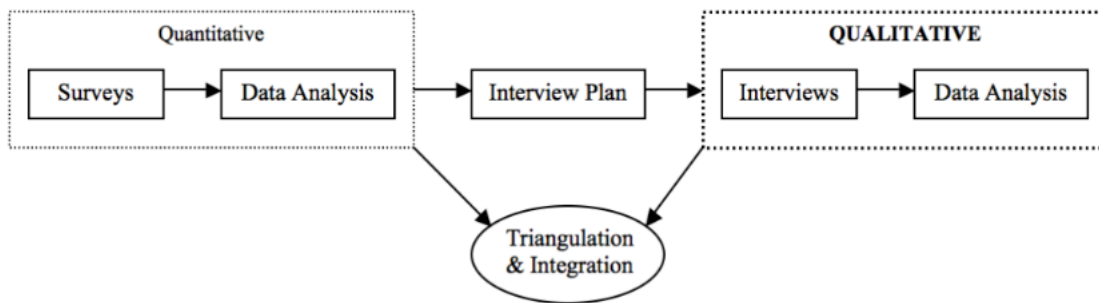 Quantitative
QUALITATIVE
Surveys
Data Analysis
Interview Plan
Interviews
Data Analysis
Triangulation
& Integration